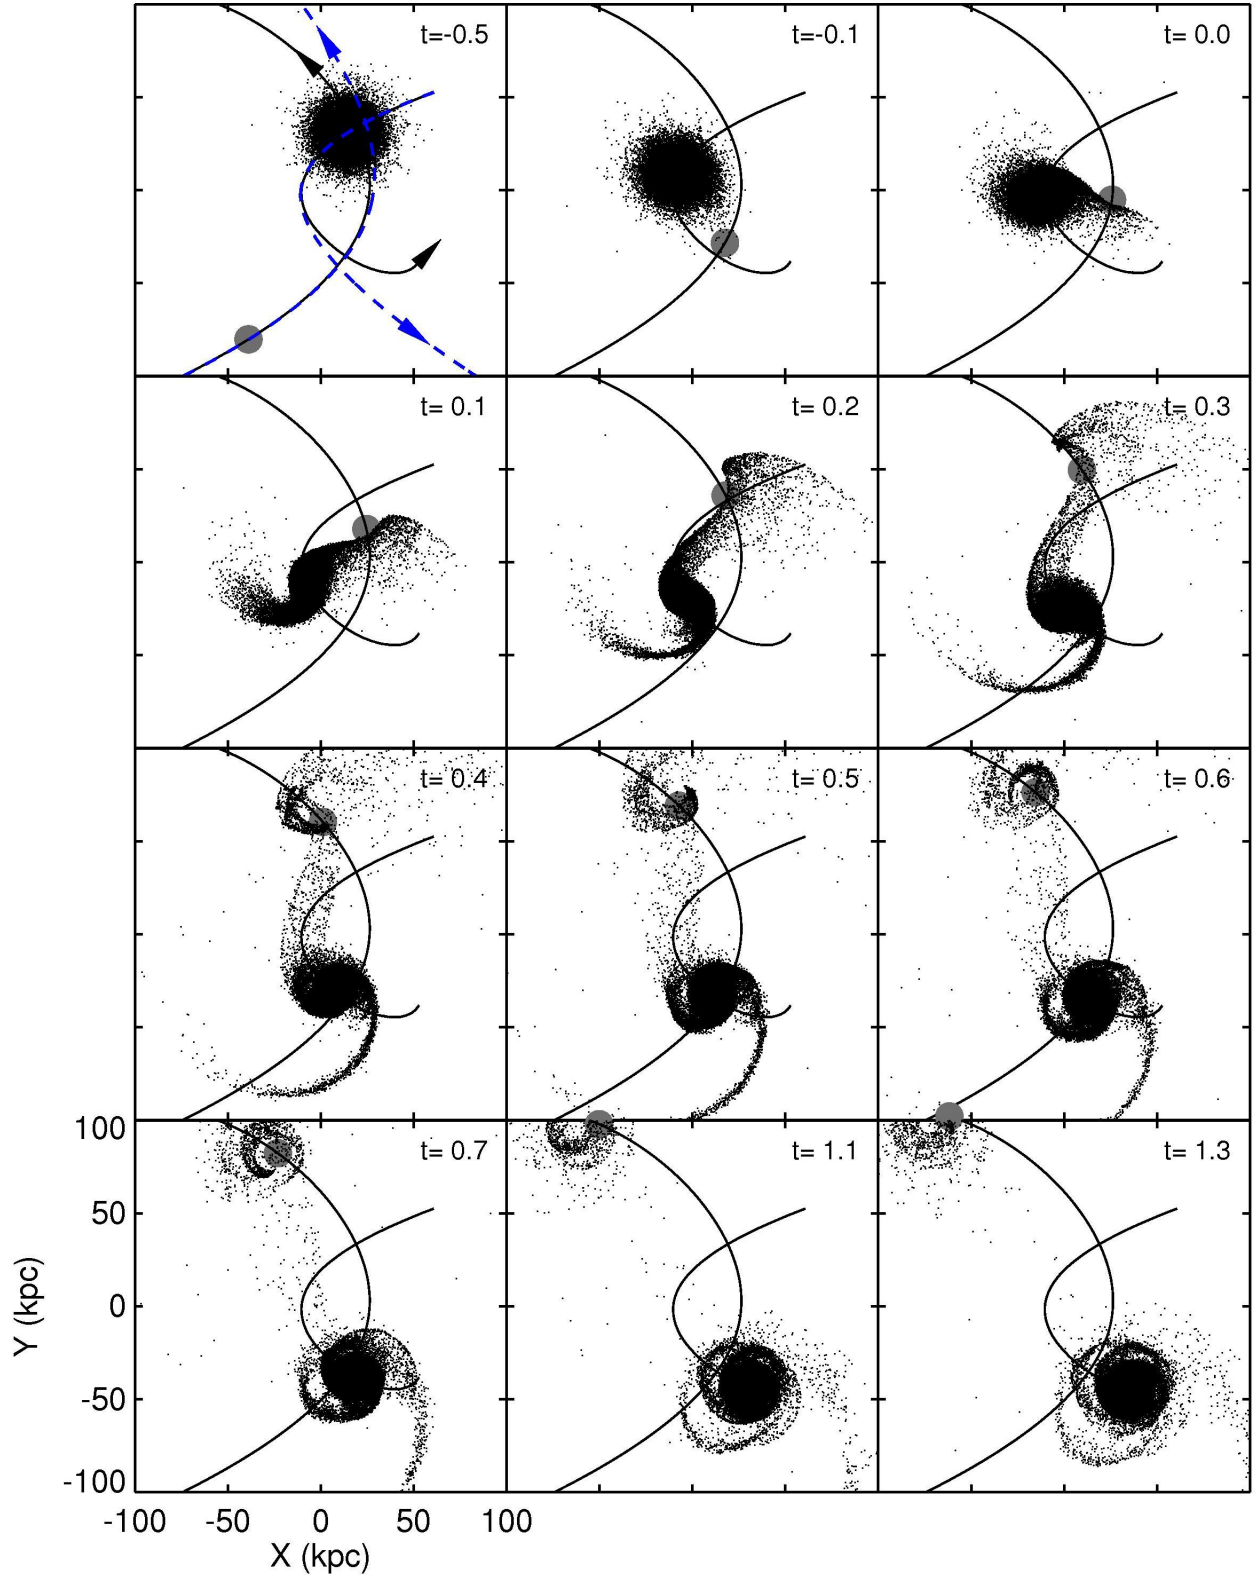 t=-0.5
t=-0.1
t= 0.0
t= 0.1
t= 0.2
t= 0.3
t= 0.4
t= 0.5
t= 0.6
t= 0.7
t= 1.1
t= 1.3
100
50
0
-50
-100
Y (kpc)
-100 -50 0 50 100
X (kpc)